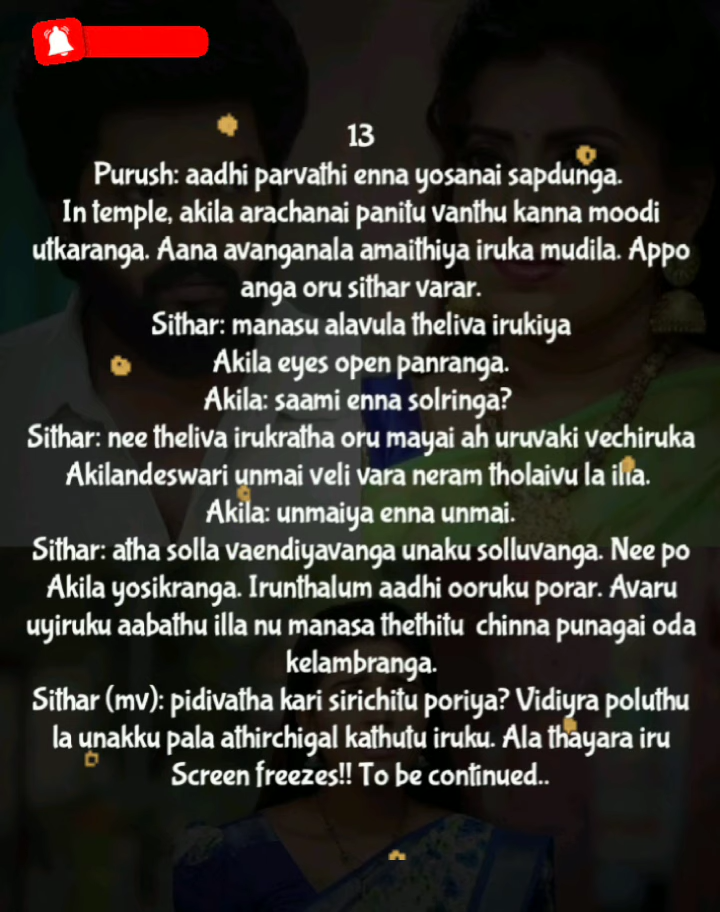 13
Purush: aadhi parvathi enna yosanai sapdunga.
In temple, akila arachanai panitu vanthu kanna moodi
utkaranga. Aana avanganala amaithiya iruka mudila. Appo
anga oru sithar varar.
Sithar: manasu alavula theliva irukiya
Akila eyes open panranga.
Akila: saami enna solringa?
Sithar: nee theliva irukratha oru mayai ah uruvaki vechiruka
Akilandeswari unmai veli vara neram tholaivu la illa.
Akila: unmaiya enna unmai.
Sithar: atha solla vaendiyavanga unaku solluvanga. Nee po
Akila yosikranga. Irunthalum aadhi ooruku porar. Avaru
uyiruku aabathu illa nu manasa thethitu chinna punagai oda
kelambranga.
Sithar (mv): pidivatha kari sirichitu poriya? Vidiyra poluthu
la unakku pala athirchigal kathutu iruku. Ala thayara iru
Screen freezes!! To be continued..